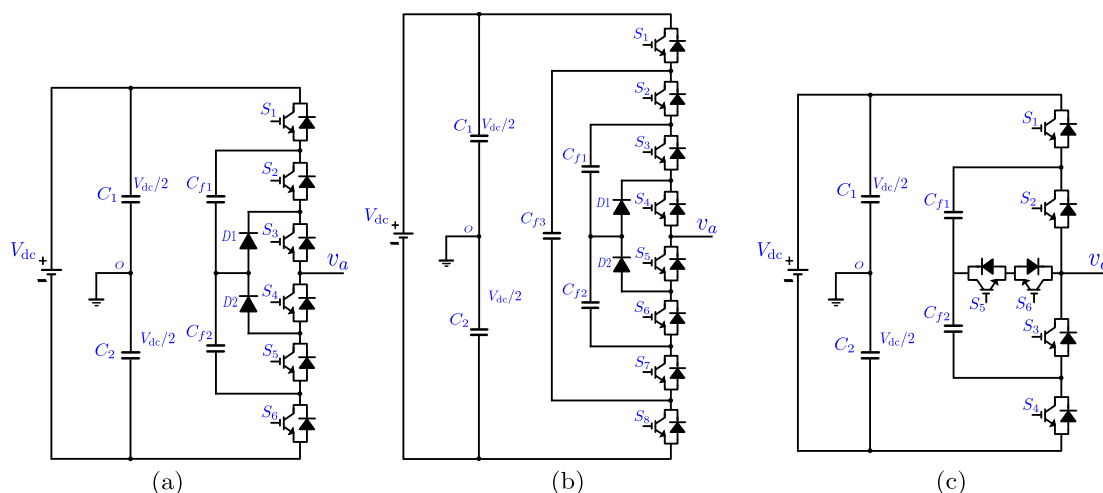 S1
S2
S3
S4
S5
S6
C1
C2
Vdc/2
Vdc/2
Cf1
Cf2
D1
D2
Vdc
+
-
O
va
(a)
S1
S2
S3
S4
S5
S6
S7
S8
C1
C2
Vdc/2
Vdc/2
Cf1
Cf2
Cf3
D1
D2
Vdc
+
-
O
va
(b)
S1
S2
S3
S4
S5
S6
C1
C2
Vdc/2
Vdc/2
Cf1
Cf2
Vdc
+
-
O
(c)